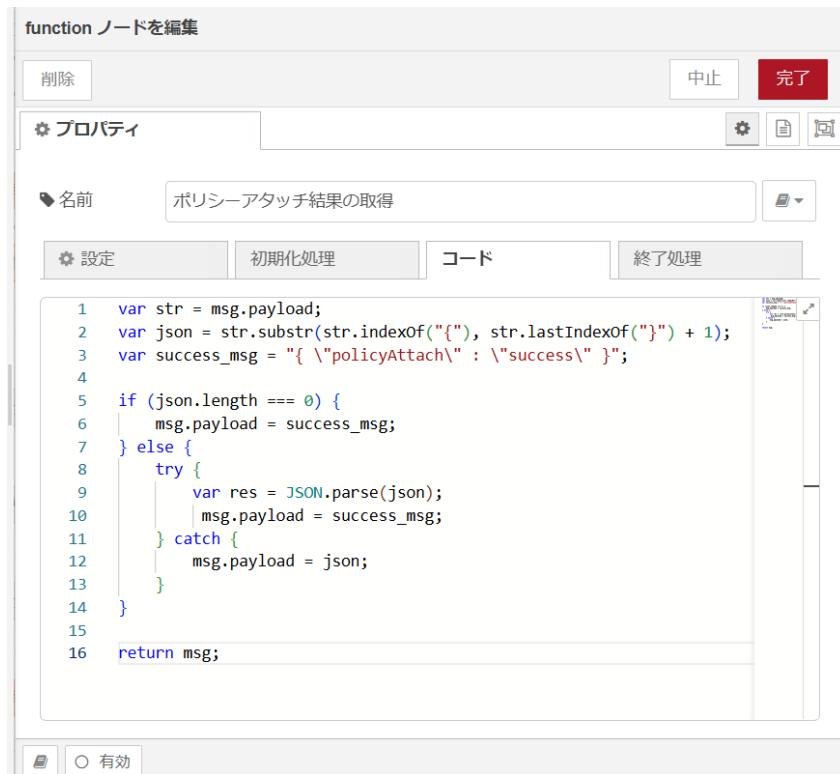 function ノードを編集
削除
中止
完了
プロパティ
名前
ポリシーアタッチ結果の取得
設定
初期化処理
コード
終了処理
1 var str = msg.payload;
2 var json = str.substr(str.indexOf("{"), str.lastIndexOf("}") + 1);
3 var success_msg = "{ \"policyAttach\" : \"success\" }";
4
5 if (json.length === 0) {
6     msg.payload = success_msg;
7 } else {
8     try {
9         var res = JSON.parse(json);
10          msg.payload = success_msg;
11     } catch {
12         msg.payload = json;
13     }
14 }
15
16 return msg;
有効